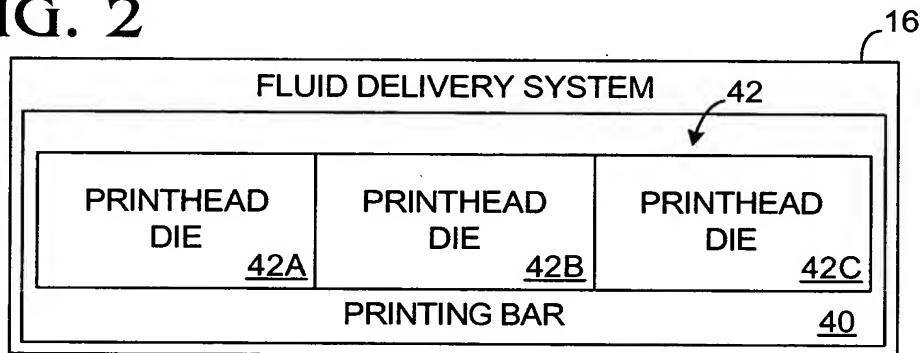 IG. 2
16
FLUID DELIVERY SYSTEM
42
PRINTHEAD DIE 42A
PRINTHEAD DIE 42B
PRINTHEAD DIE 42C
PRINTING BAR 40